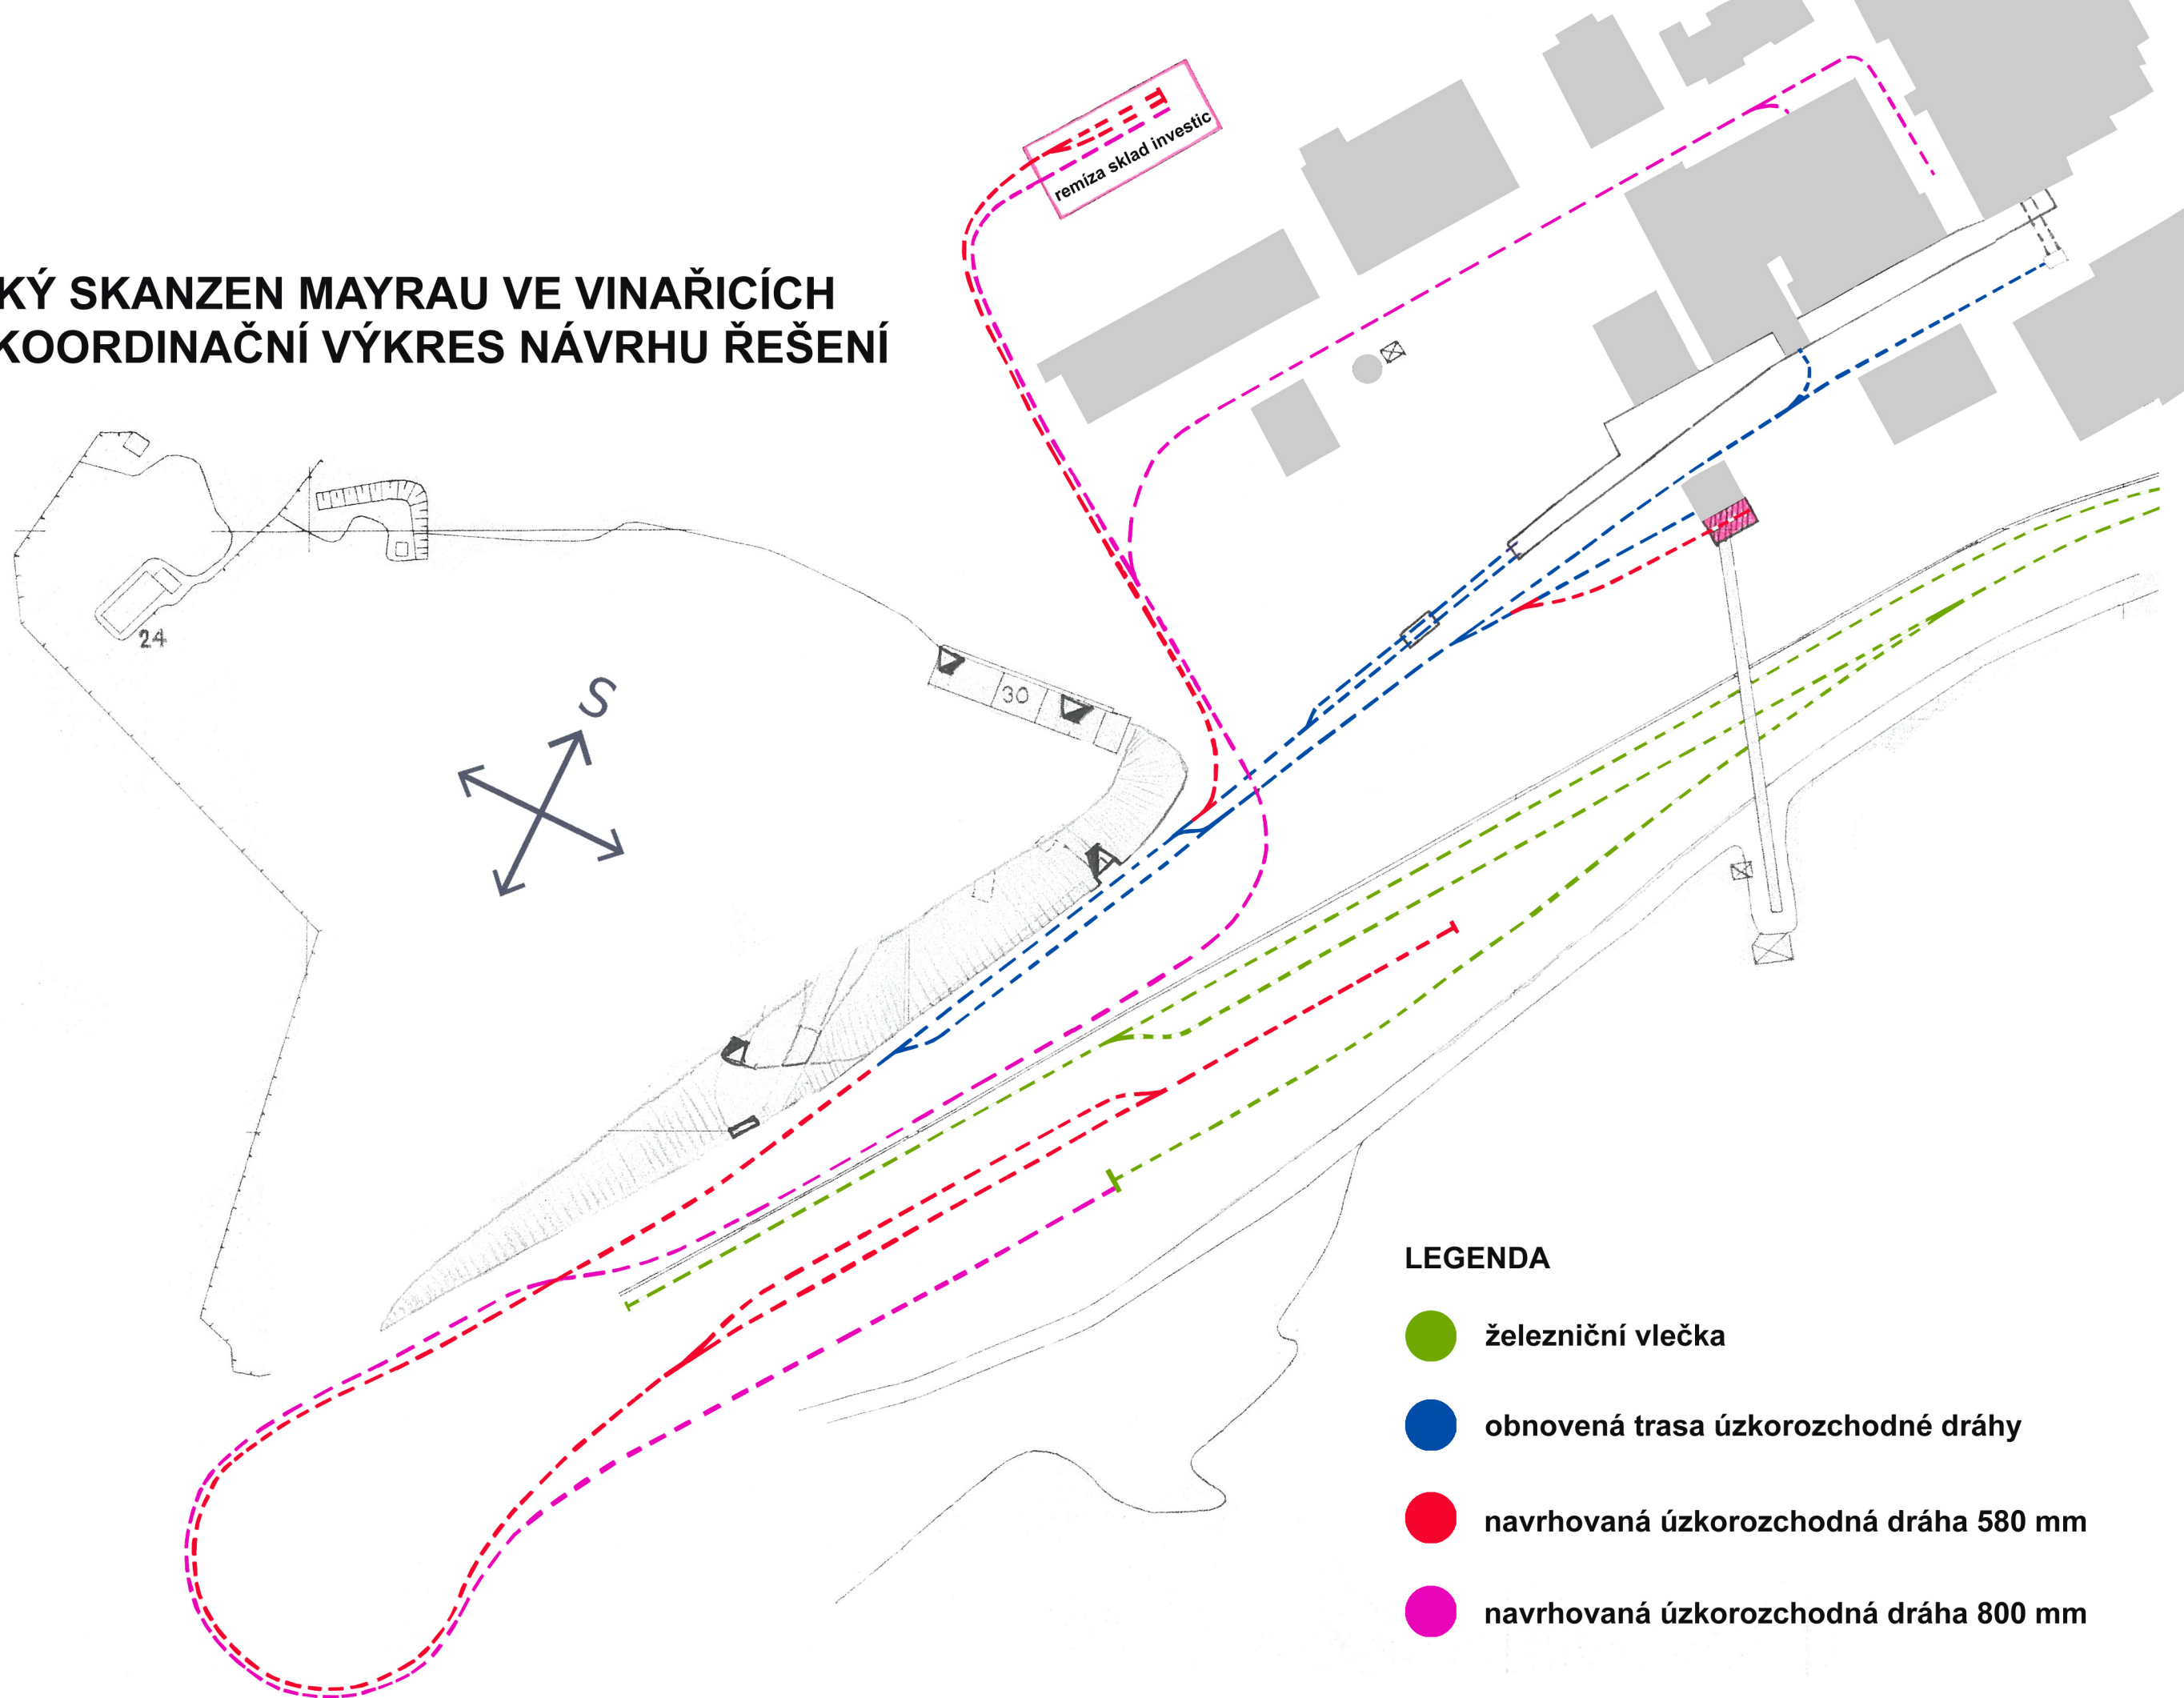 KÝ SKANZEN MAYRAU VE VINAŘICÍCH
KOORDINAČNÍ VÝKRES NÁVRHU ŘEŠENÍ
remíza sklad investic
24
30
S
LEGENDA
železniční vlečka
obnovená trasa úzkorozchodné dráhy
navrhovaná úzkorozchodná dráha 580 mm
navrhovaná úzkorozchodná dráha 800 mm